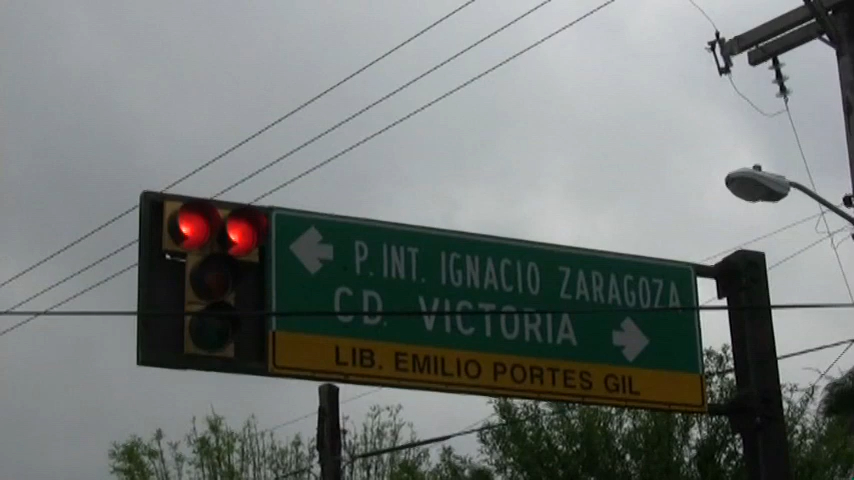 P. INT. IGNACIO ZARAGOZA
CD. VICTORIA
LIB. EMILIO PORTES GIL